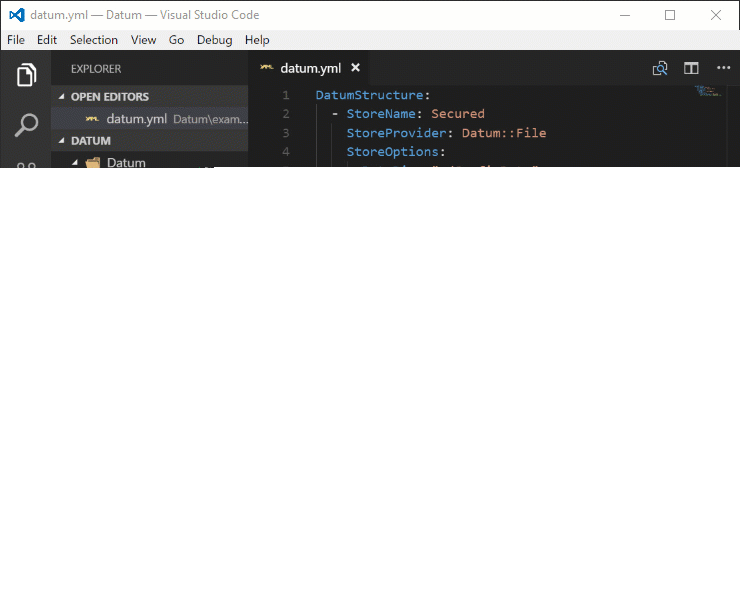 datum.yml — Datum — Visual Studio Code
File Edit Selection View Go Debug Help
EXPLORER
OPEN EDITORS
datum.yml Datum\exam...
DATUM
Datum
datum.yml
1 DatumStructure:
2 - StoreName: Secured
3 StoreProvider: Datum::File
4 StoreOptions: